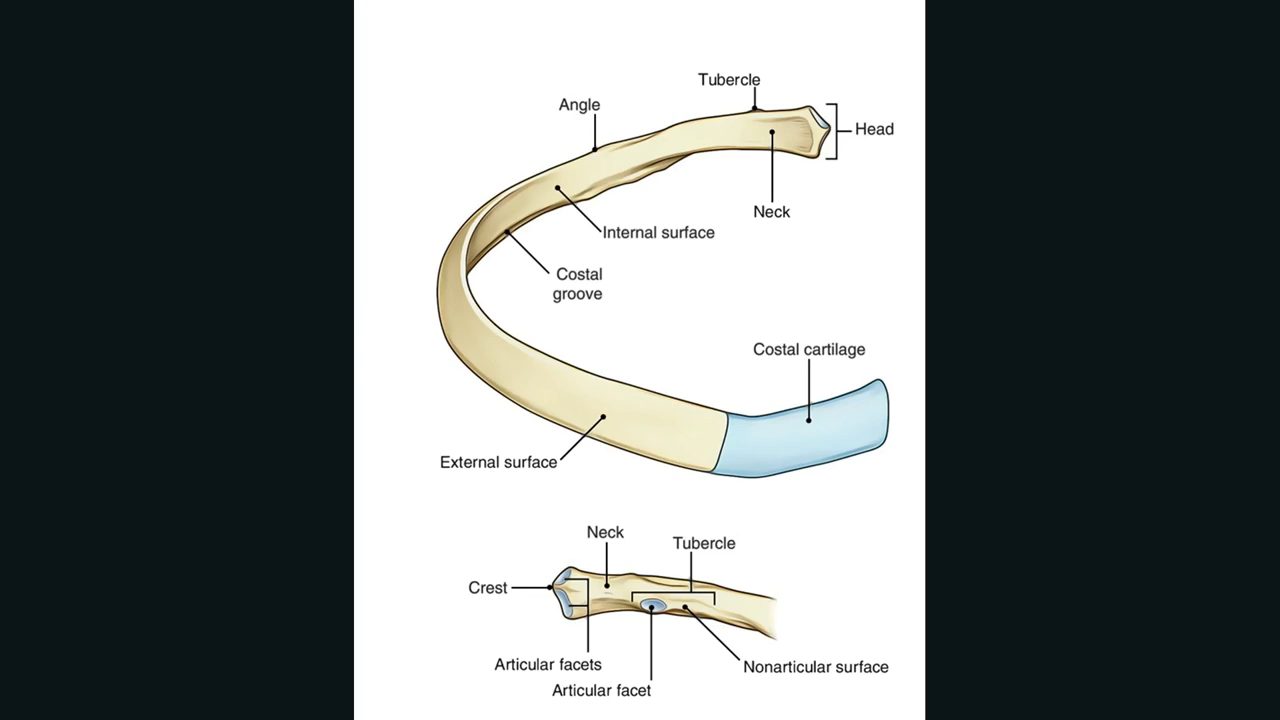 Tubercle
Angle
Head
Neck
Internal surface
Costal
groove
Costal cartilage
External surface
Neck
Tubercle
Crest
Articular facets
Nonarticular surface
Articular facet